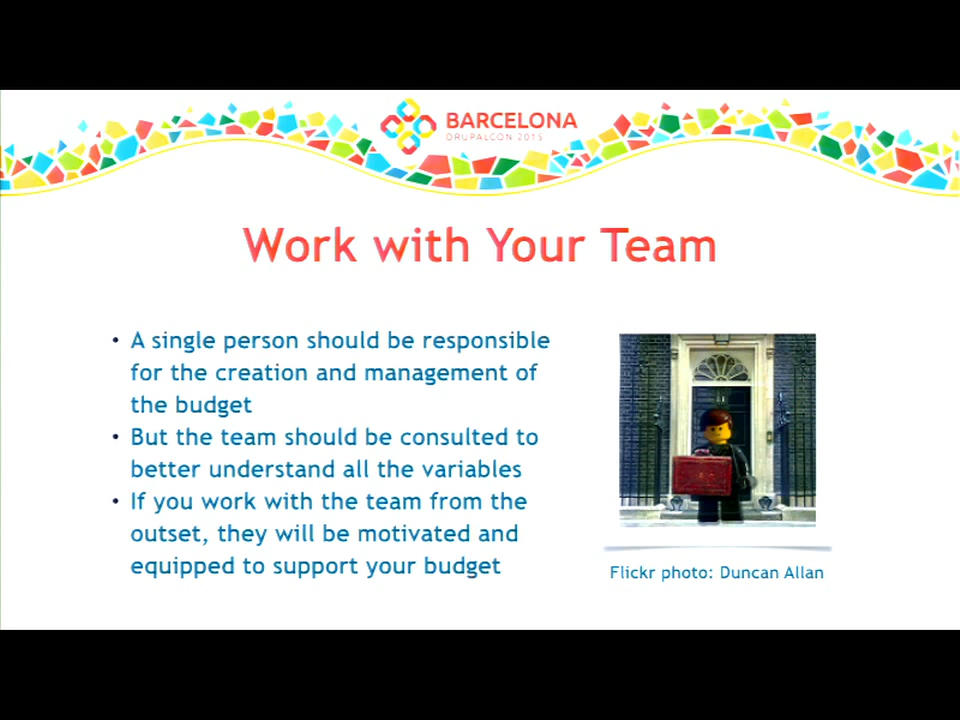 BARCELONA
DRUPALCON 2015
Work with Your Team
• A single person should be responsible
for the creation and management of
the budget
• But the team should be consulted to
better understand all the variables
• If you work with the team from the
outset, they will be motivated and
equipped to support your budget
Flickr photo: Duncan Allan